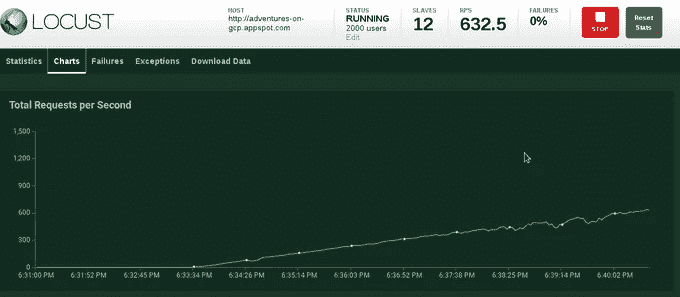 LOCUST
HOST
http://adventures-on-
gcp.appspot.com
STATUS
RUNNING
2000 users
Edit
SLAVES
12
RPS
632.5
FAILURES
0%
STOP
Reset
Stats
Statistics Charts Failures Exceptions Download Data
Total Requests per Second
1,500
1,200
900
600
300
0
6:31:00 PM 6:31:52 PM 6:32:45 PM 6:33:34 PM 6:34:26 PM 6:35:14 PM 6:36:03 PM 6:36:52 PM 6:37:38 PM 6:38:25 PM 6:39:14 PM 6:40:02 PM